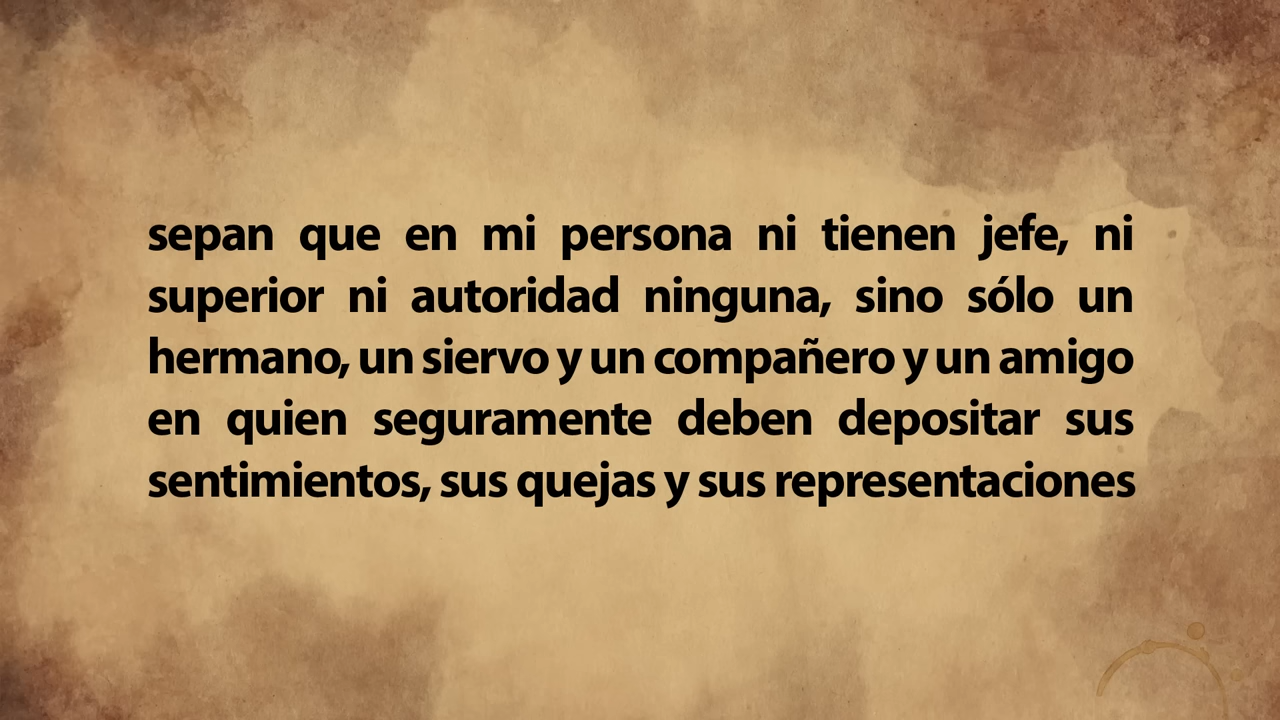 sepan que en mi persona ni tienen jefe, ni
superior ni autoridad ninguna, sino sólo un
hermano, un siervo y un compañero y un amigo
en quien seguramente deben depositar sus
sentimientos, sus quejas y sus representaciones